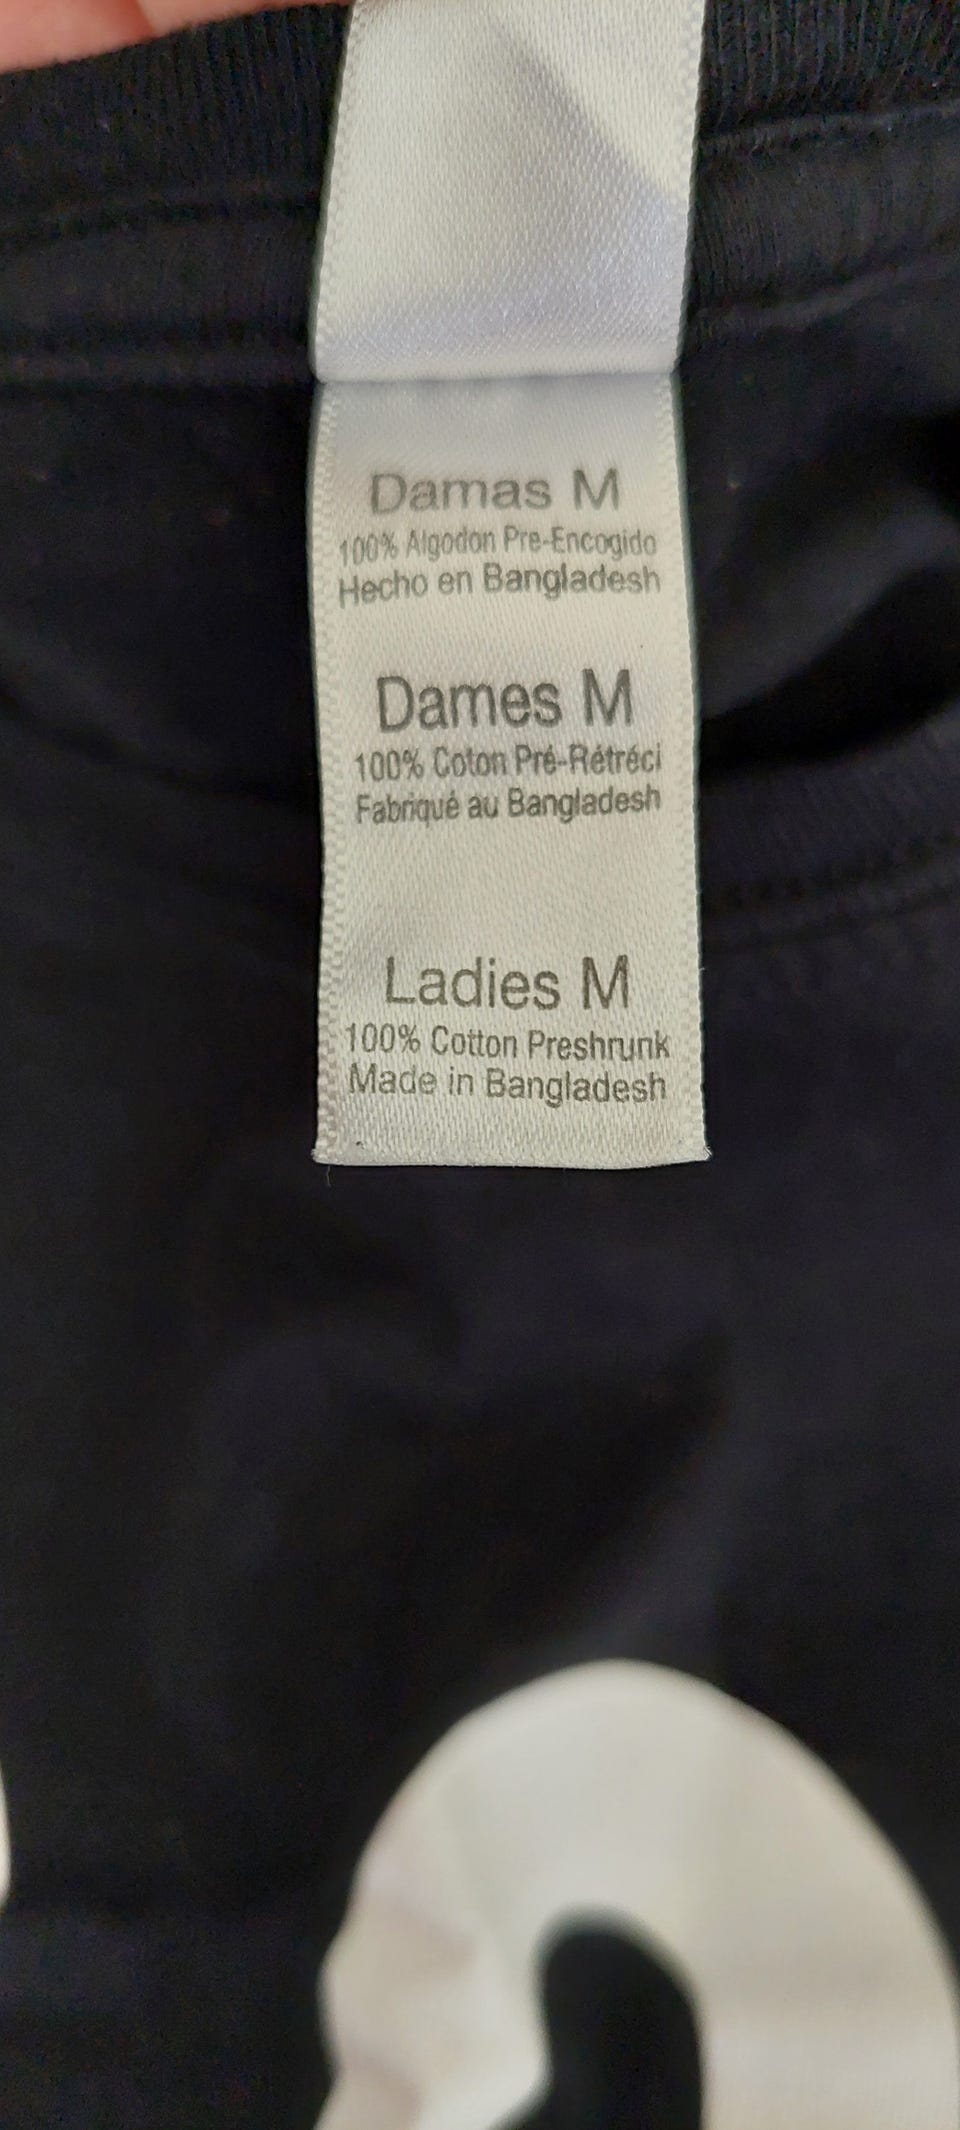 Damas M
100% Algodon Pre-Encogido
Hecho en Bangladesh
Dames M
100% Coton Pré-Rétréci
Fabriqué au Bangladesh
Ladies M
100% Cotton Preshrunk
Made in Bangladesh